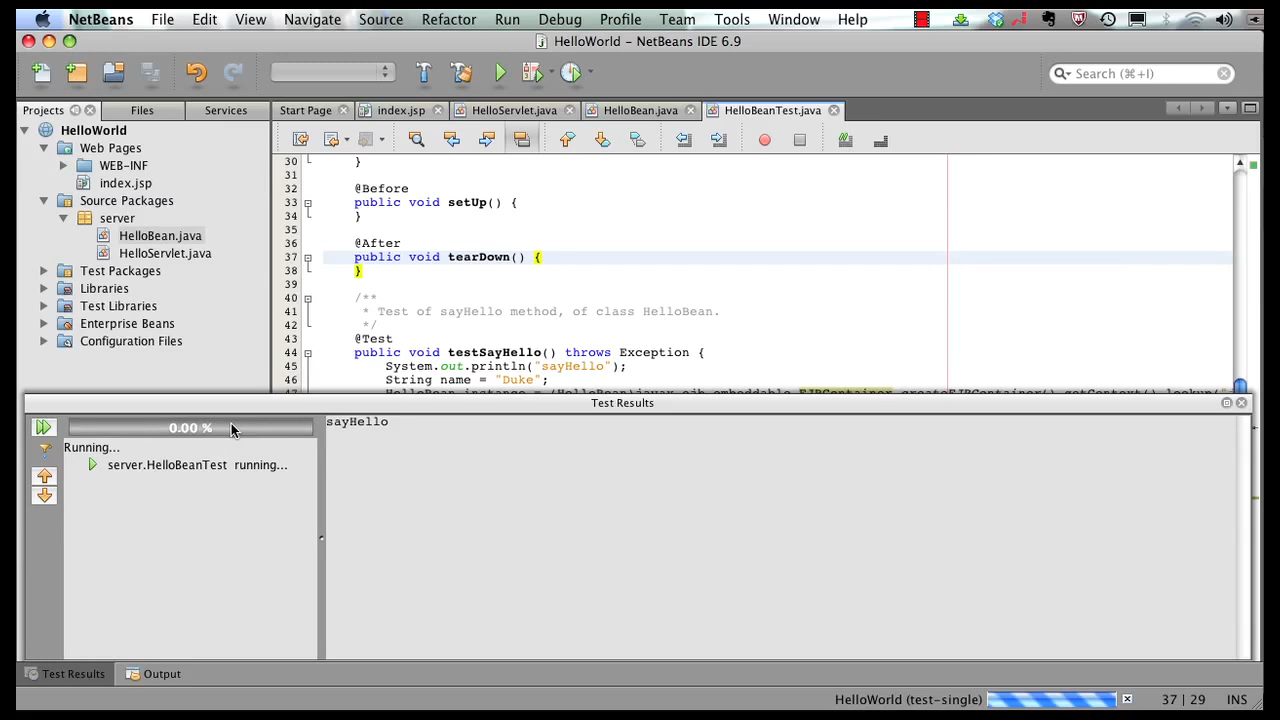 NetBeans File Edit View Navigate Source Refactor Run Debug Profile Team Tools Window Help
HelloWorld – NetBeans IDE 6.9
Search (⌘+I)
Projects Files Services
Start Page index.jsp HelloServlet.java HelloBean.java HelloBeanTest.java
HelloWorld
Web Pages
WEB-INF
index.jsp
Source Packages
server
HelloBean.java
HelloServlet.java
Test Packages
Libraries
Test Libraries
Enterprise Beans
Configuration Files
30 }
31
32 @Before
33 public void setUp() {
34 }
35
36 @After
37 public void tearDown() {
38 }
39
40 /**
41 * Test of sayHello method, of class HelloBean.
42 */
43 @Test
44 public void testSayHello() throws Exception {
45 System.out.println("sayHello");
46 String name = "Duke";
Test Results
0.00 %
Running...
server.HelloBeanTest running...
sayHello
Test Results Output
HelloWorld (test-single) 37 | 29 INS